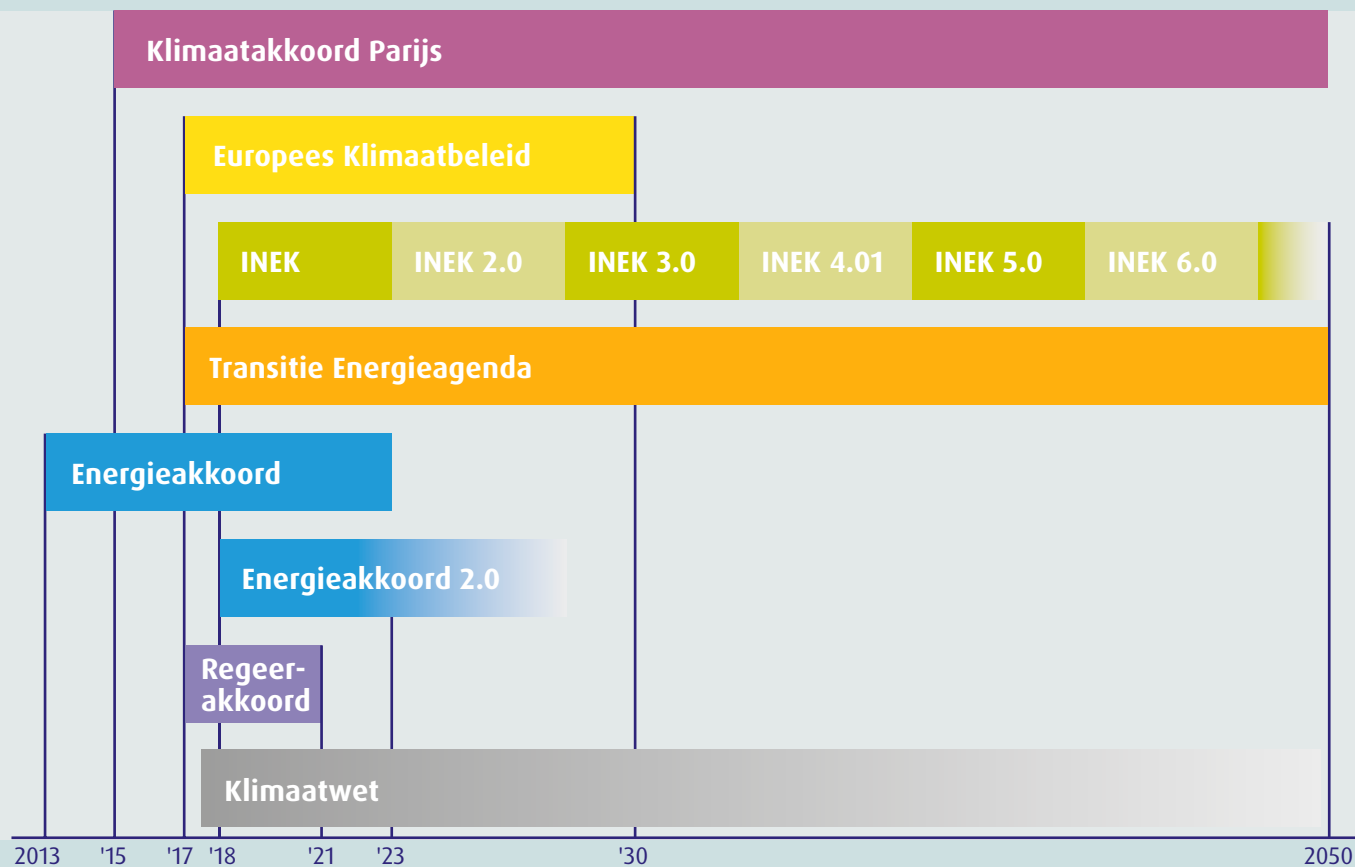 Klimaatakkoord Parijs
Europees Klimaatbeleid
INEK INEK 2.0 INEK 3.0 INEK 4.01 INEK 5.0 INEK 6.0
Transitie Energieagenda
Energieakkoord
Energieakkoord 2.0
Regeer-
akkoord
Klimaatwet
2013 '15 '17 '18 '21 '23 '30 2050